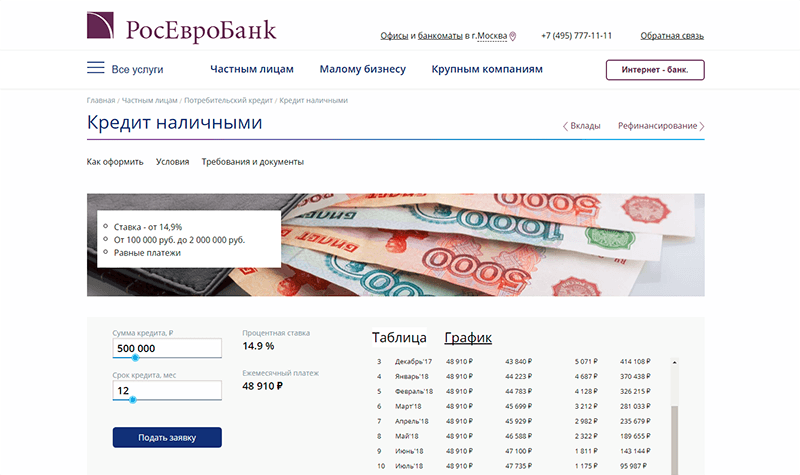 РосЕвроБанк
Офисы и банкоматы в г.Москва
+7 (495) 777-11-11
Обратная связь
Все услуги
Частным лицам
Малому бизнесу
Крупным компаниям
Интернет - банк.
Главная / Частным лицам / Потребительский кредит / Кредит наличными
Кредит наличными
Вклады
Рефинансирование
Как оформить
Условия
Требования и документы
Ставка - от 14,9%
От 100 000 руб. до 2 000 000 руб.
Равные платежи
БИЛЕТ
5000
1000
5000
Сумма кредита, ₽
500 000
Срок кредита, мес
12
Подать заявку
Процентная ставка
14.9 %
Ежемесячный платеж
48 910 ₽
Таблица График
3 Декабрь'17 48 910 ₽ 43 840 ₽ 5 071 ₽ 414 108 ₽
4 Январь'18 48 910 ₽ 44 223 ₽ 4 687 ₽ 370 438 ₽
5 Февраль'18 48 910 ₽ 44 783 ₽ 4 128 ₽ 326 215 ₽
6 Март'18 48 910 ₽ 45 699 ₽ 3 212 ₽ 281 033 ₽
7 Апрель'18 48 910 ₽ 45 929 ₽ 2 982 ₽ 235 679 ₽
8 Май'18 48 910 ₽ 46 588 ₽ 2 322 ₽ 189 655 ₽
9 Июнь'18 48 910 ₽ 47 100 ₽ 1 811 ₽ 143 144 ₽
10 Июль'18 48 910 ₽ 47 735 ₽ 1 175 ₽ 95 987 ₽